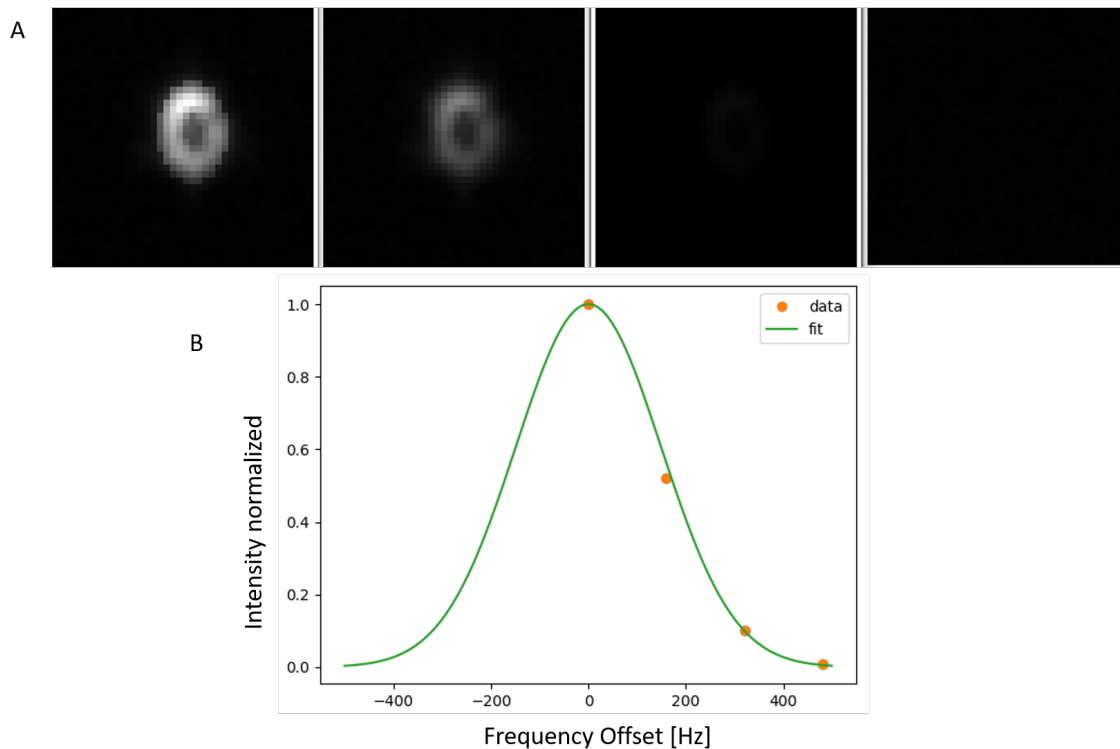 A
B
Intensity normalized
1.0
0.8
0.6
0.4
0.2
0.0
data
fit
−400
−200
0
200
400
Frequency Offset [Hz]